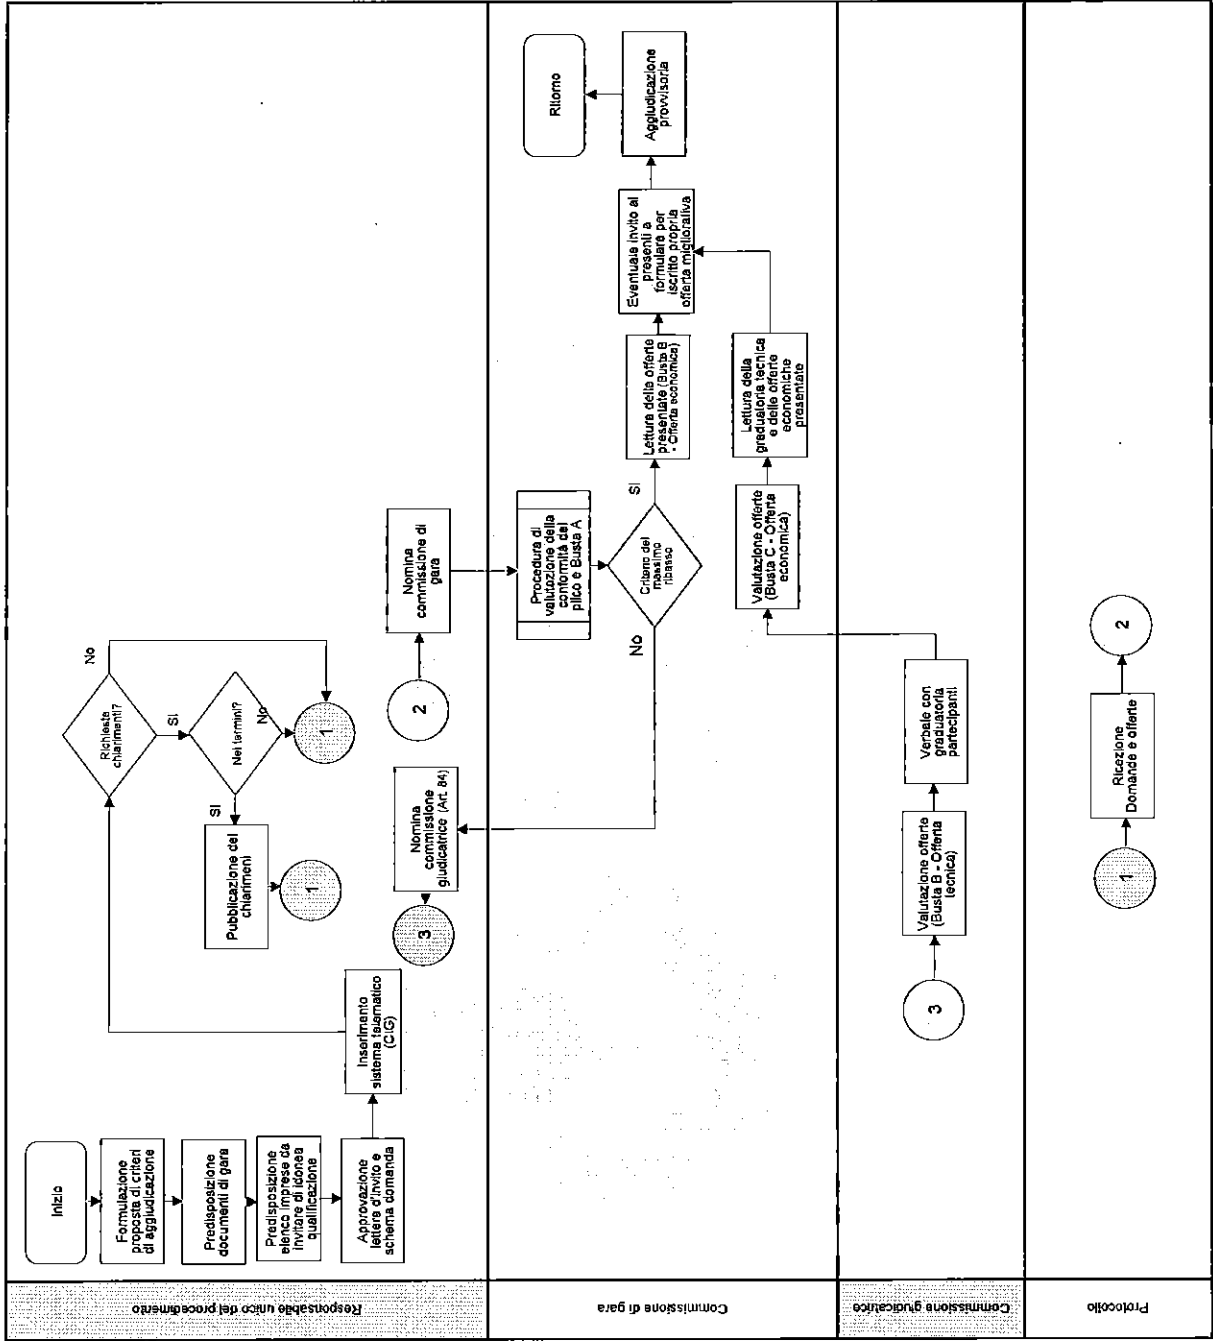 Responsabile unico del procedimento
Inizio
Formulazione
proposta di criteri
di aggiudicazione
Predisposizione
documenti di gara
Predisposizione
elenco imprese da
invitare di idonea
qualificazione
Approvazione
lettera d'invito e
schema domanda
Inserimento
sistema telematico
(CIG)
Richiesta
chiarimenti?
No
SI
Nei termini?
No
SI
1
Pubblicazione dei
chiarimeni
1
2
Nomina
commissione di
gara
Nomina
commissione
giudicatrice (Art. 84)
3
Commissione di gara
Procedura di
valutazione della
conformità del
plico e Busta A
Criterio del
massimo
ribasso
SI
No
Lettura delle offerte
presentate (Busta B
- Offerta economica)
Eventuale invito ai
presenti a
formulare per
iscritto propria
offerta migliorativa
Aggiudicazione
provvisoria
Ritorno
Valutazione offerte
(Busta C - Offerta
economica)
Lettura della
graduatoria tecnica
e delle offerte
economiche
presentate
Commissione giudicatrice
3
Valutazione offerte
(Busta B - Offerta
tecnica)
Verbale con
graduatoria
partecipanti
Protocollo
1
Ricezione
Domande e offerte
2